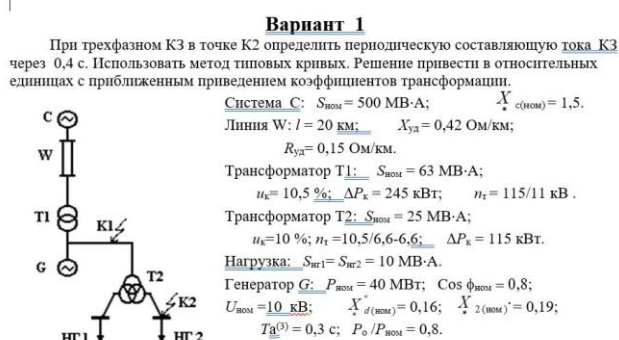 Вариант 1
При трехфазном КЗ в точке К2 определить периодическую составляющую тока КЗ
через 0,4 с. Использовать метод типовых кривых. Решение привести в относительных
единицах с приближенным приведением коэффициентов трансформации.
Система С: Sном = 500 МВ·А; X* с(ном) = 1,5.
Линия W: l = 20 км; Xуд = 0,42 Ом/км;
Rуд= 0,15 Ом/км.
Трансформатор Т1: Sном = 63 МВ·А;
uк= 10,5 %; ΔPк = 245 кВт; nт = 115/11 кВ .
Трансформатор Т2: Sном = 25 МВ·А;
uк=10 %; nт =10,5/6,6-6,6; ΔPк = 115 кВт.
Нагрузка: Sнг1= Sнг2 = 10 МВ·А.
Генератор G: Pном = 40 МВт; Cos φном = 0,8;
Uном =10 кВ; X*" d(ном) = 0,16; X* 2(ном) = 0,19;
Ta(3) = 0,3 с; Pо /Pном = 0,8.
С
W
Т1
К1
G
Т2
К2
НГ1
НГ2